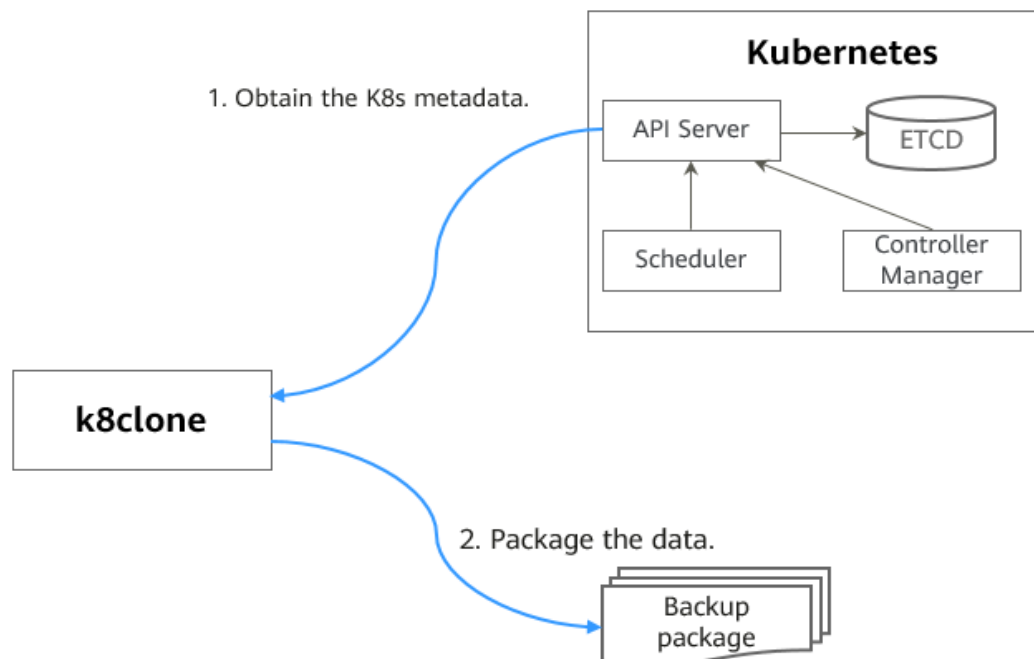 Kubernetes
1. Obtain the K8s metadata.
API Server
ETCD
Scheduler
Controller
Manager
k8clone
2. Package the data.
Backup
package